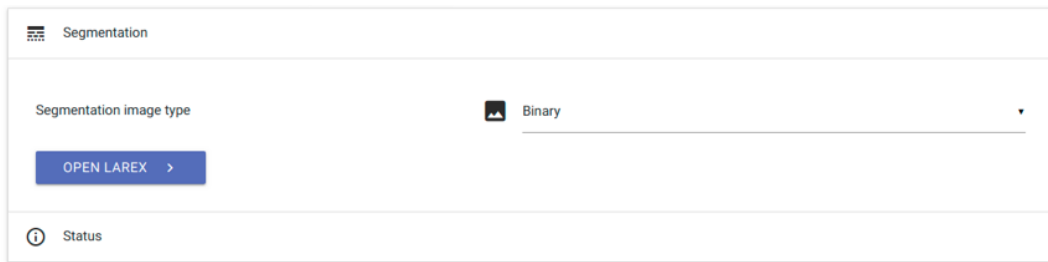 Segmentation
Segmentation image type
Binary
OPEN LAREX
Status